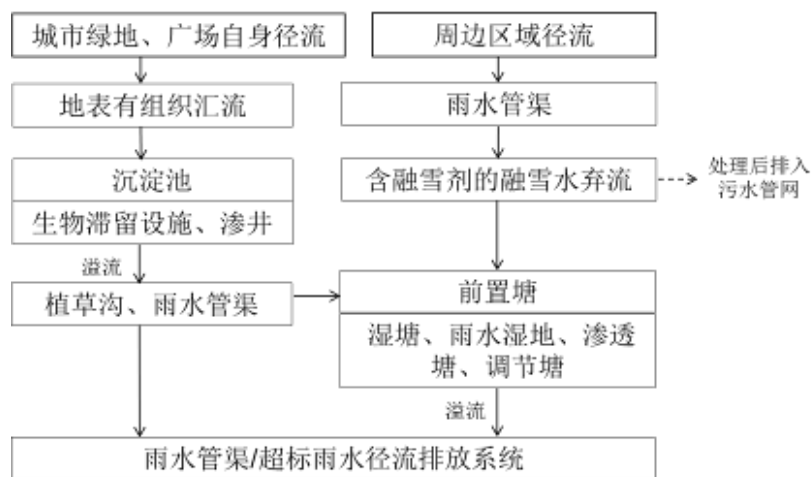 城市绿地、广场自身径流
周边区域径流
地表有组织汇流
雨水管渠
沉淀池
生物滞留设施、渗井
含融雪剂的融雪水弃流
处理后排入
污水管网
溢流
植草沟、雨水管渠
前置塘
湿塘、雨水湿地、渗透
塘、调节塘
溢流
雨水管渠/超标雨水径流排放系统